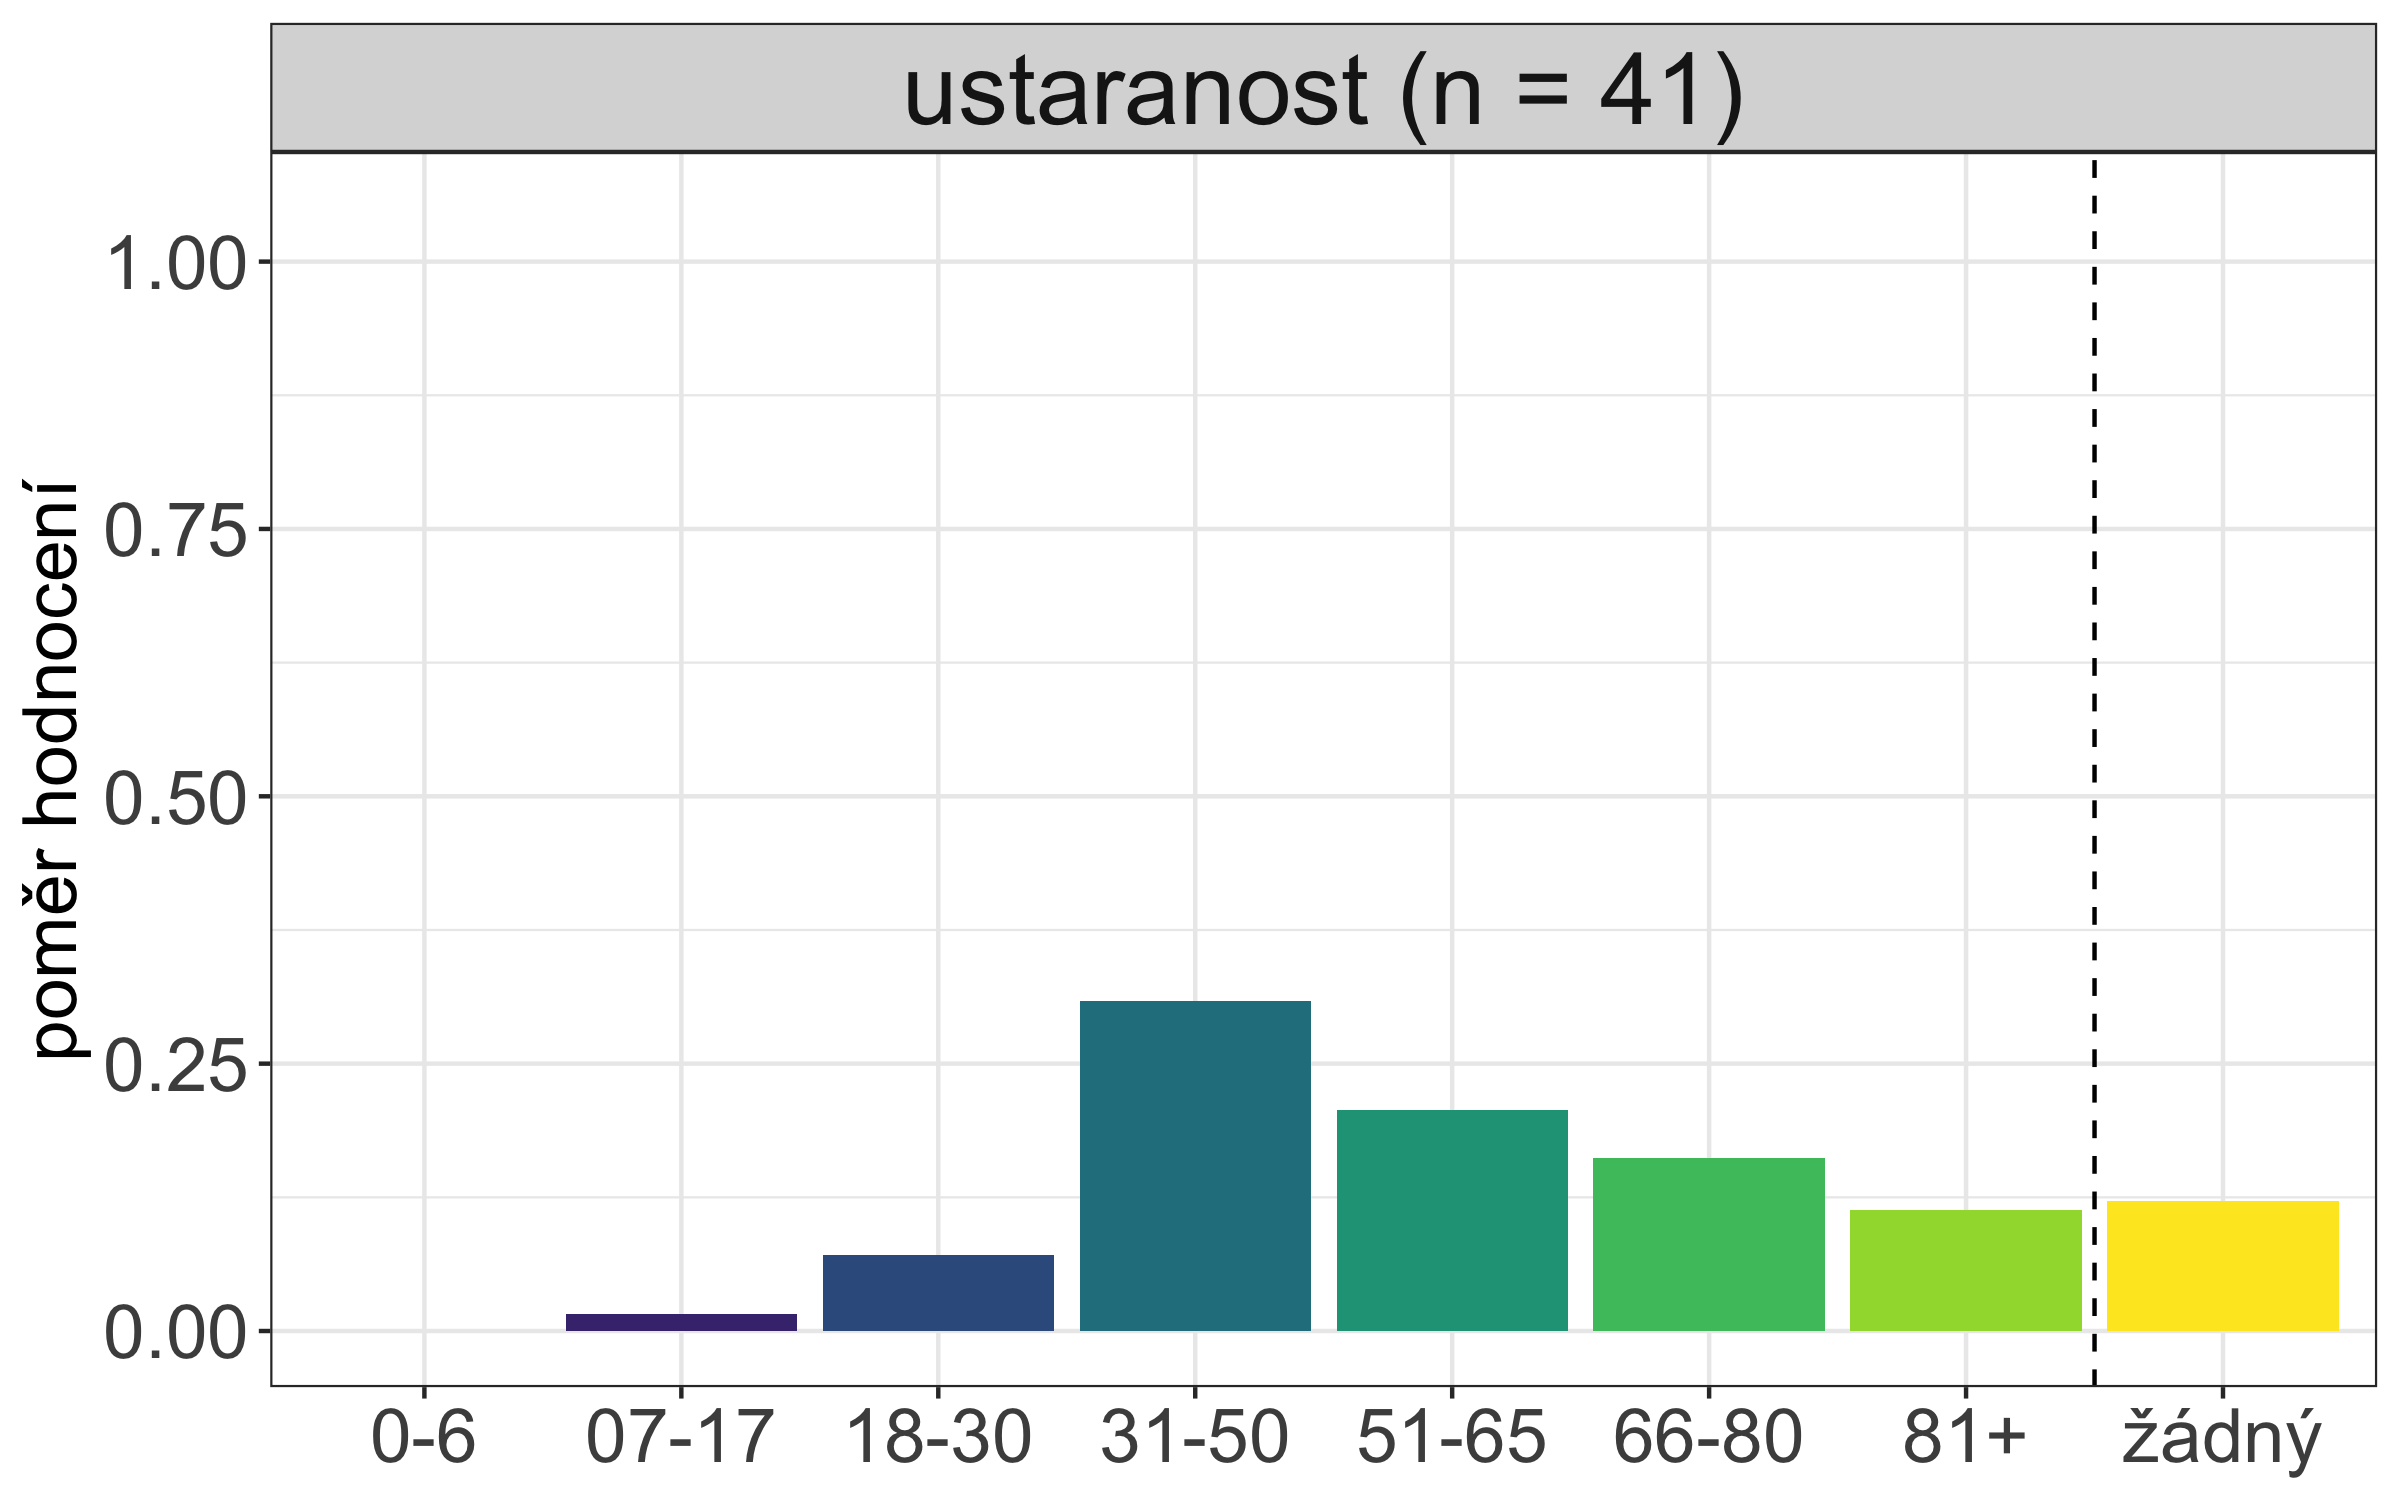 ustaranost (n = 41)
poměr hodnocení
1.00
0.75
0.50
0.25
0.00
0-6 07-17 18-30 31-50 51-65 66-80 81+ žádný